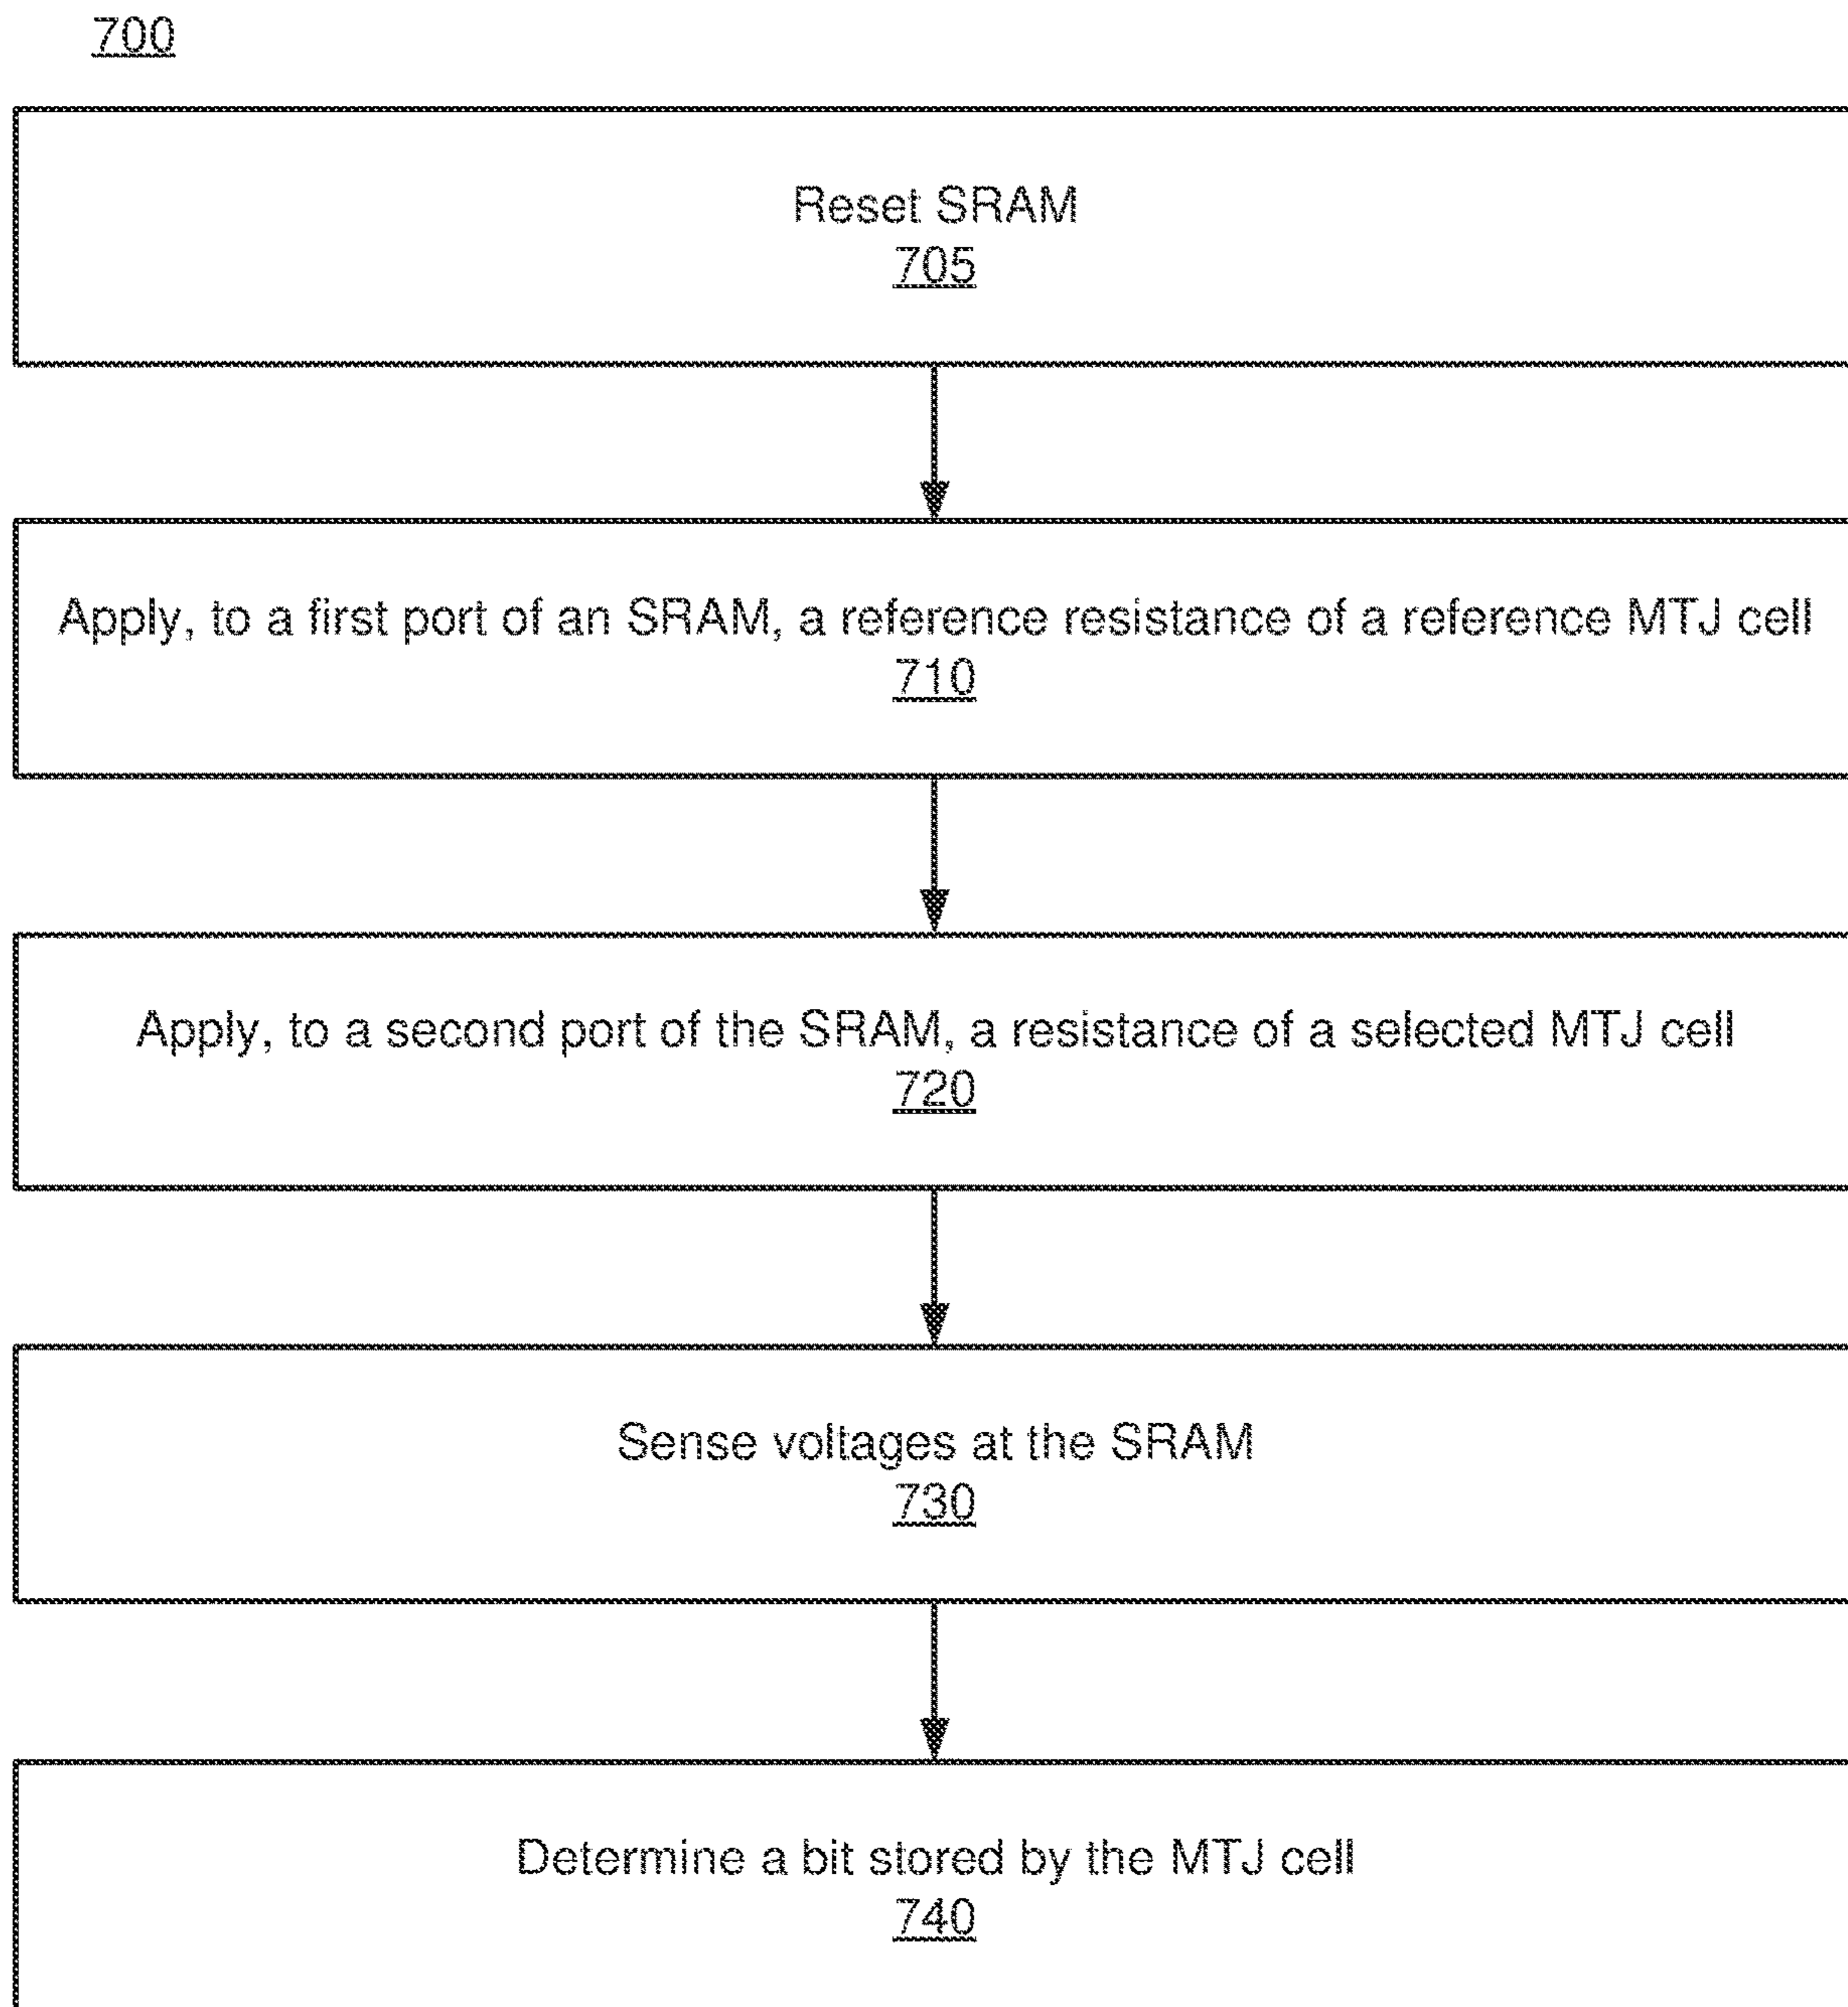 700
Reset SRAM
705
Apply, to a first port of an SRAM, a reference resistance of a reference MTJ cell
710
Apply, to a second port of the SRAM, a resistance of a selected MTJ cell
720
Sense voltages at the SRAM
730
Determine a bit stored by the MTJ cell
740